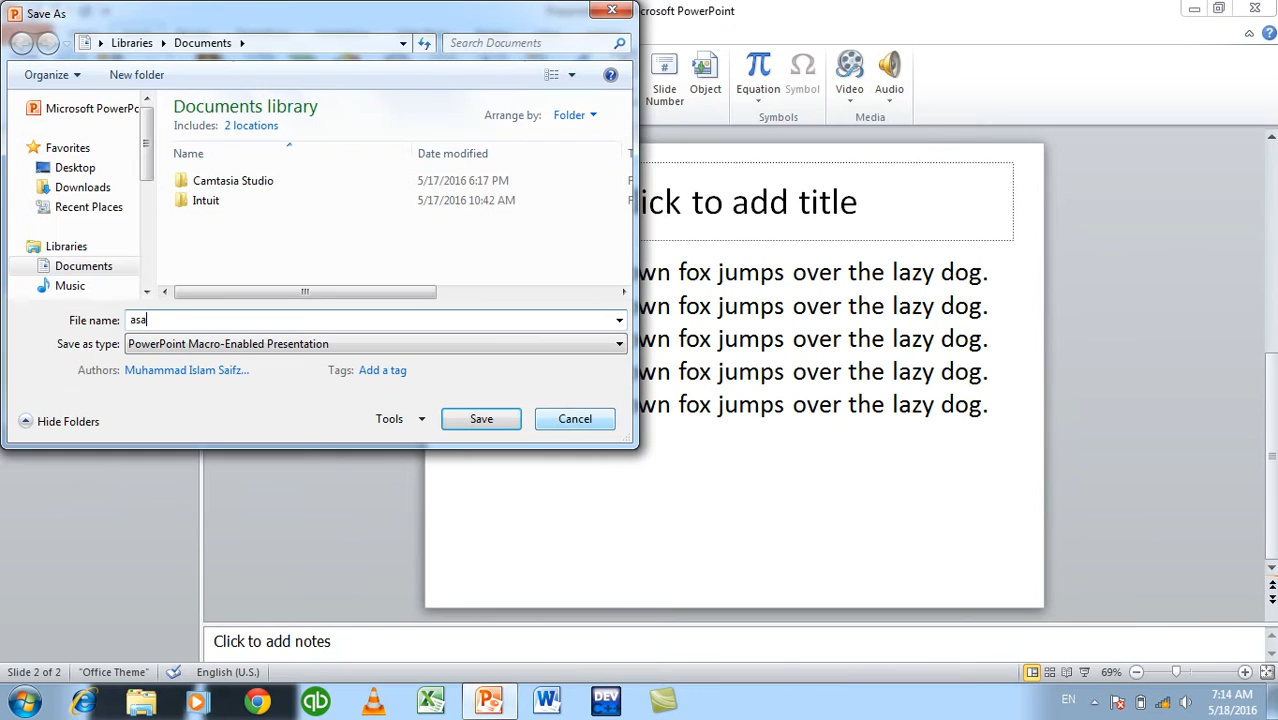 Save As
Microsoft PowerPoint
Libraries Documents
Search Documents
Organize
New folder
Microsoft PowerPc
Favorites
Desktop
Downloads
Recent Places
Libraries
Documents
Music
Documents library
Includes: 2 locations
Arrange by: Folder
Name Date modified
Camtasia Studio 5/17/2016 6:17 PM
Intuit 5/17/2016 10:42 AM
File name: asa
Save as type: PowerPoint Macro-Enabled Presentation
Authors: Muhammad Islam Saifz...
Tags: Add a tag
Hide Folders
Tools
Save
Cancel
Slide Number
Object
Equation
Symbol
Symbols
Video
Audio
Media
ick to add title
wn fox jumps over the lazy dog.
wn fox jumps over the lazy dog.
wn fox jumps over the lazy dog.
wn fox jumps over the lazy dog.
wn fox jumps over the lazy dog.
Click to add notes
Slide 2 of 2 "Office Theme" English (U.S.)
69%
DEV
EN
7:14 AM
5/18/2016